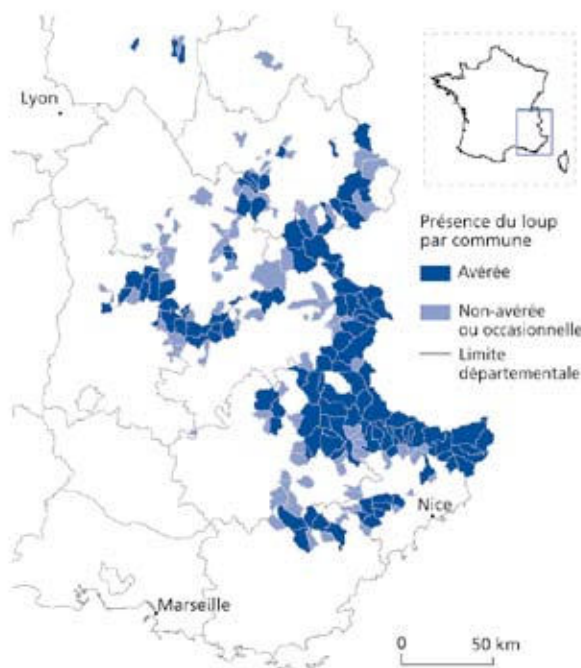 Lyon
Présence du loup
par commune
Avérée
Non-avérée
ou occasionnelle
Limite
départementale
Nice
Marseille
0 50 km